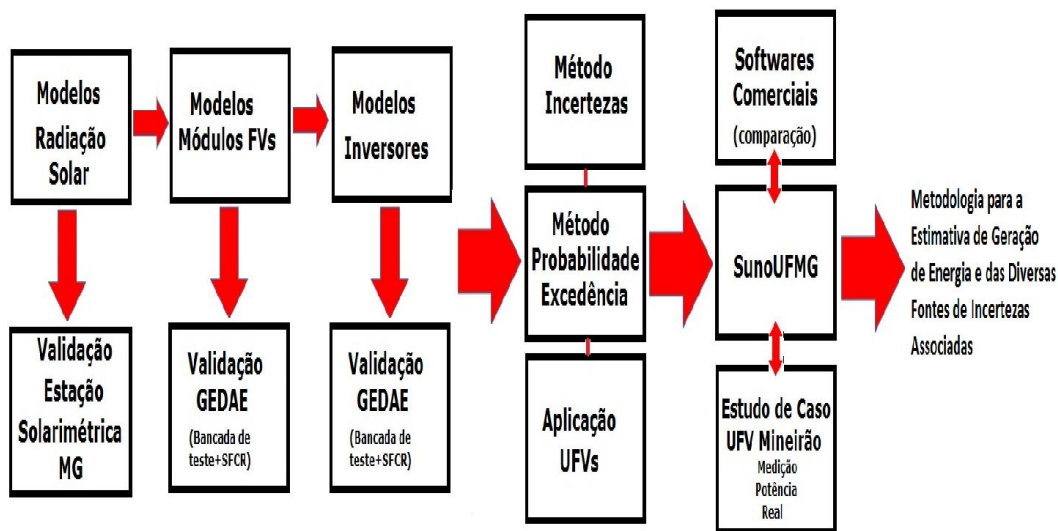 Modelos
Radiação
Solar
Modelos
Módulos FVs
Modelos
Inversores
Validação
Estação
Solarimétrica
MG
Validação
GEDAE
(Bancada de
teste+SFCR)
Validação
GEDAE
(Bancada de
teste+SFCR)
Método
Incertezas
Método
Probabilidade
Excedência
Aplicação
UFVs
Softwares
Comerciais
(comparação)
SunoUFMG
Estudo de Caso
UFV Mineirão
Medição
Potência
Real
Metodologia para a
Estimativa de Geração
de Energia e das Diversas
Fontes de Incertezas
Associadas